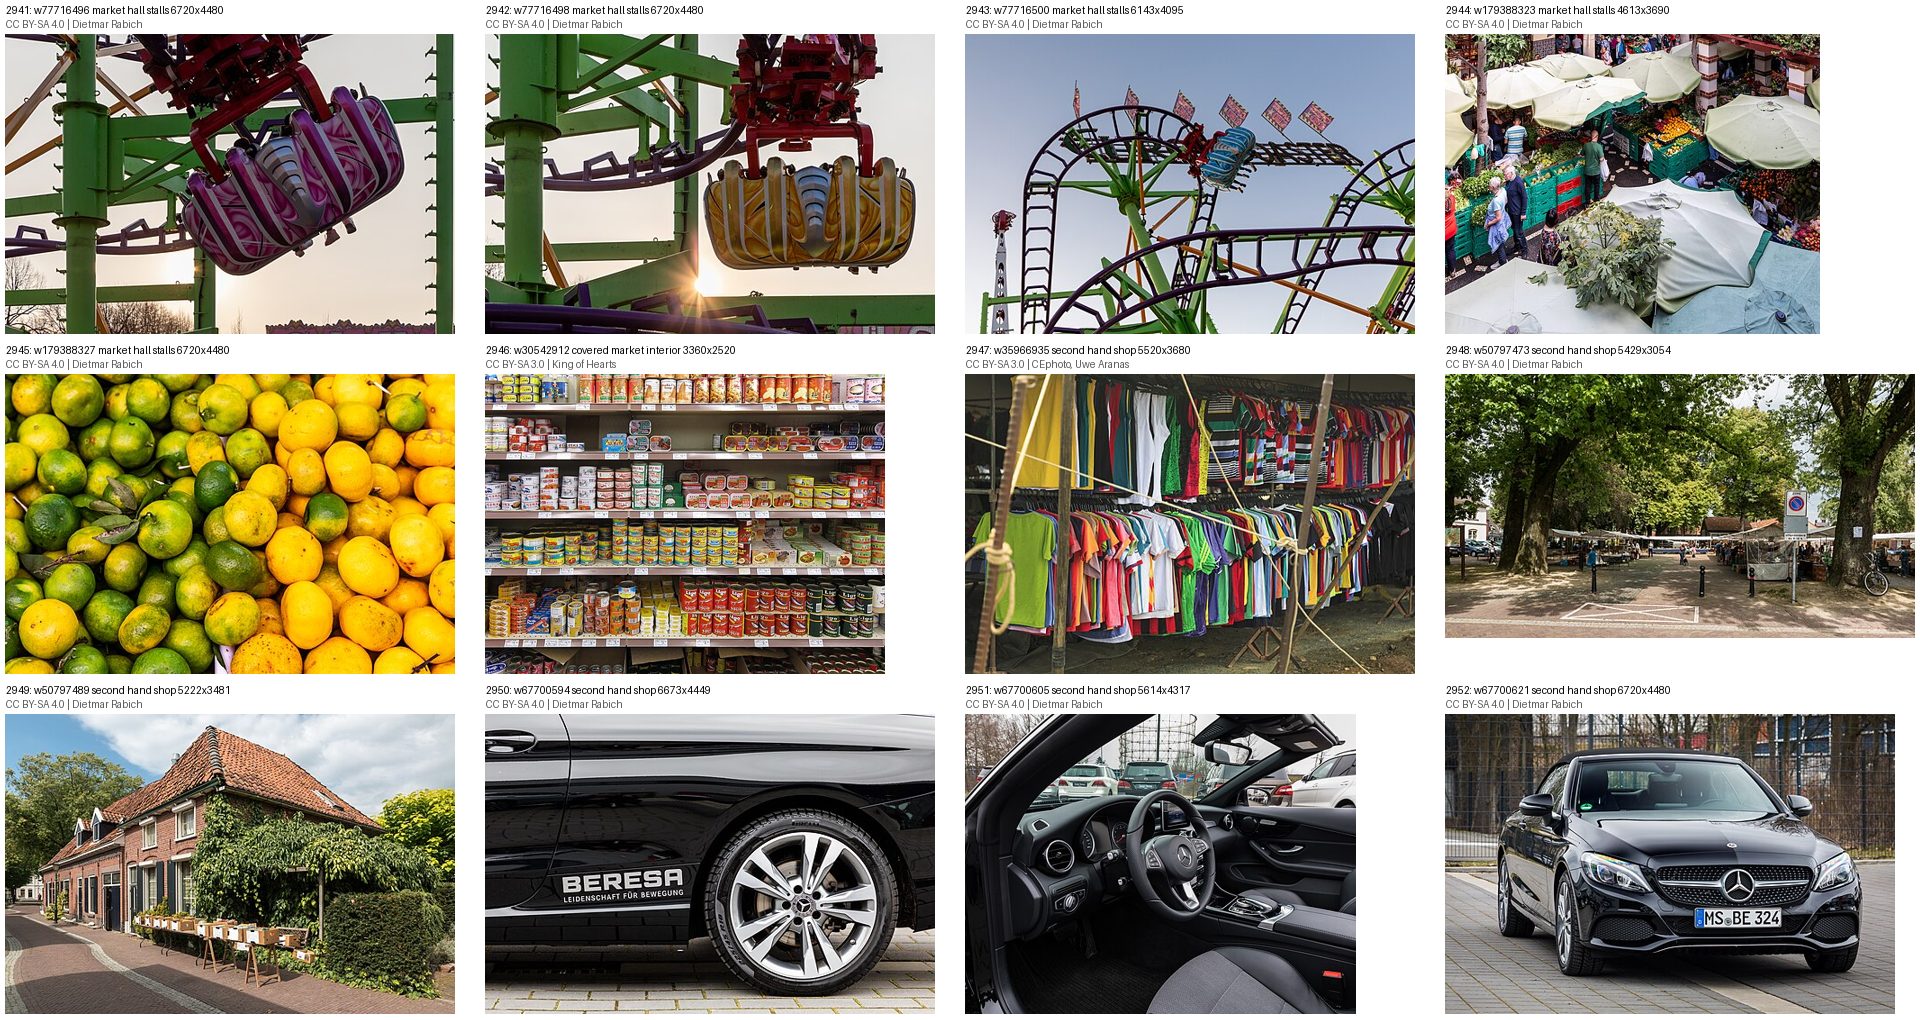 2941: w77716496 market hall stalls 6720x4480
CC BY-SA 4.0 | Dietmar Rabich
2942: w77716498 market hall stalls 6720x4480
CC BY-SA 4.0 | Dietmar Rabich
2943: w77716500 market hall stalls 6143x4095
CC BY-SA 4.0 | Dietmar Rabich
2944: w179388323 market hall stalls 4613x3690
CC BY-SA 4.0 | Dietmar Rabich
2945: w179388327 market hall stalls 6720x4480
CC BY-SA 4.0 | Dietmar Rabich
2946: w30542912 covered market interior 3360x2520
CC BY-SA 3.0 | King of Hearts
2947: w35966935 second hand shop 5520x3680
CC BY-SA 3.0 | CEphoto, Uwe Aranas
2948: w50797473 second hand shop 5429x3054
CC BY-SA 4.0 | Dietmar Rabich
Ligo
2949: w50797489 second hand shop 5222x3481
CC BY-SA 4.0 | Dietmar Rabich
2950: w67700594 second hand shop 6673x4449
CC BY-SA 4.0 | Dietmar Rabich
2951: w67700605 second hand shop 5614x4317
CC BY-SA 4.0 | Dietmar Rabich
2952: w67700621 second hand shop 6720x4480
CC BY-SA 4.0 | Dietmar Rabich
BERESA
LEIDENSCHAFT FÜR BEWEGUNG
MS BE 324